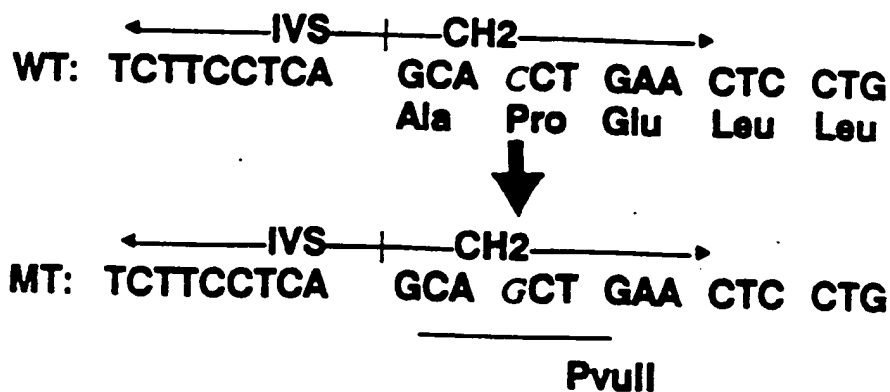 IVS CH2
WT: TCTTCCTCA GCA CCT GAA CTC CTG
Ala Pro Glu Leu Leu
IVS CH2
MT: TCTTCCTCA GCA GCT GAA CTC CTG
PvuII